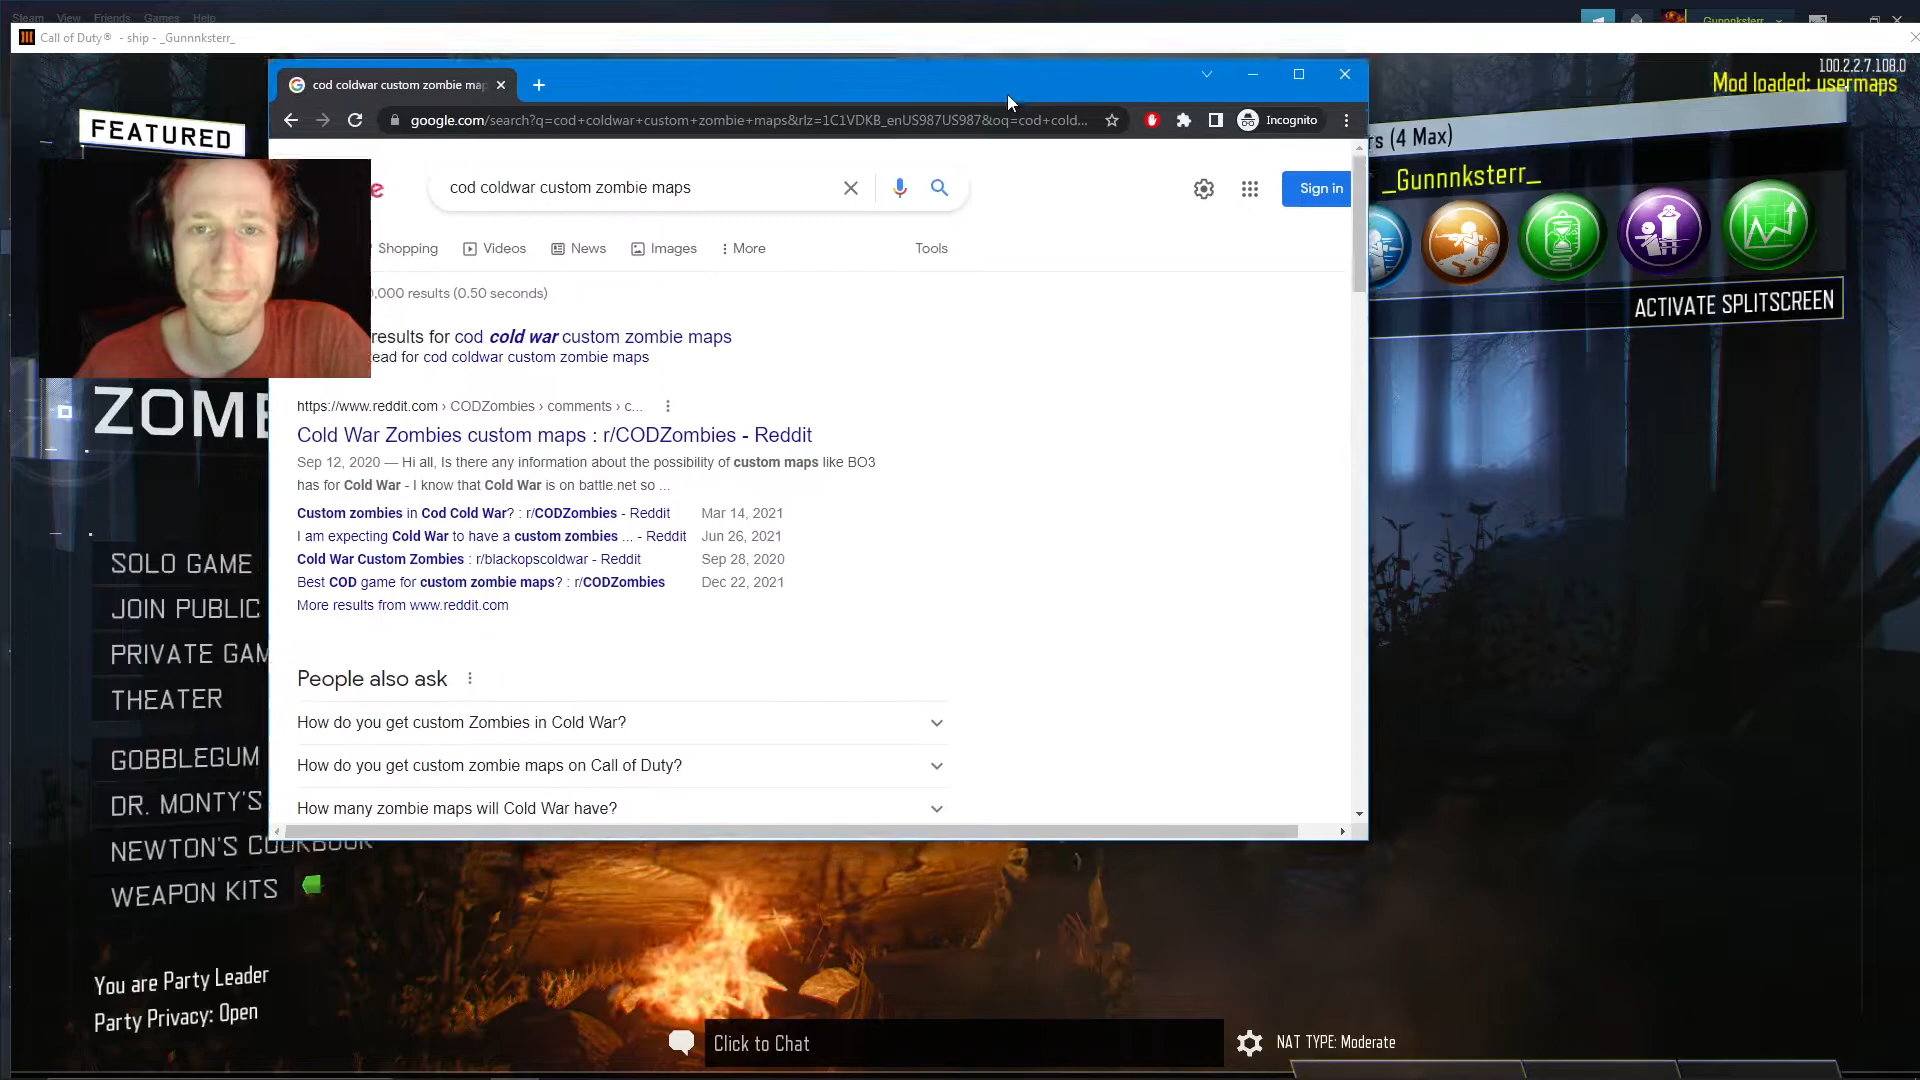 Steam View Friends Games Help
Gunnnksterr
Call of Duty® - ship - _Gunnnksterr_
100.2.2.7.108.0
Mod loaded: usermaps
cod coldwar custom zombie map
google.com/search?q=cod+coldwar+custom+zombie+maps&rlz=1C1VDKB_enUS987US987&oq=cod+cold...
Incognito
FEATURED
rs (4 Max)
_Gunnnksterr_
e
cod coldwar custom zombie maps
Sign in
Shopping
Videos
News
Images
More
Tools
0,000 results (0.50 seconds)
ACTIVATE SPLITSCREEN
results for cod cold war custom zombie maps
ead for cod coldwar custom zombie maps
ZOMB
https://www.reddit.com › CODZombies › comments › c...
Cold War Zombies custom maps : r/CODZombies - Reddit
Sep 12, 2020 — Hi all, Is there any information about the possibility of custom maps like BO3
has for Cold War - I know that Cold War is on battle.net so ...
Custom zombies in Cod Cold War? : r/CODZombies - Reddit Mar 14, 2021
I am expecting Cold War to have a custom zombies ... - Reddit Jun 26, 2021
Cold War Custom Zombies : r/blackopscoldwar - Reddit Sep 28, 2020
Best COD game for custom zombie maps? : r/CODZombies Dec 22, 2021
More results from www.reddit.com
People also ask
How do you get custom Zombies in Cold War?
How do you get custom zombie maps on Call of Duty?
How many zombie maps will Cold War have?
SOLO GAME
JOIN PUBLIC
PRIVATE GAM
THEATER
GOBBLEGUM
DR. MONTY'S
NEWTON'S COOKBOOK
WEAPON KITS
You are Party Leader
Party Privacy: Open
Click to Chat
NAT TYPE: Moderate